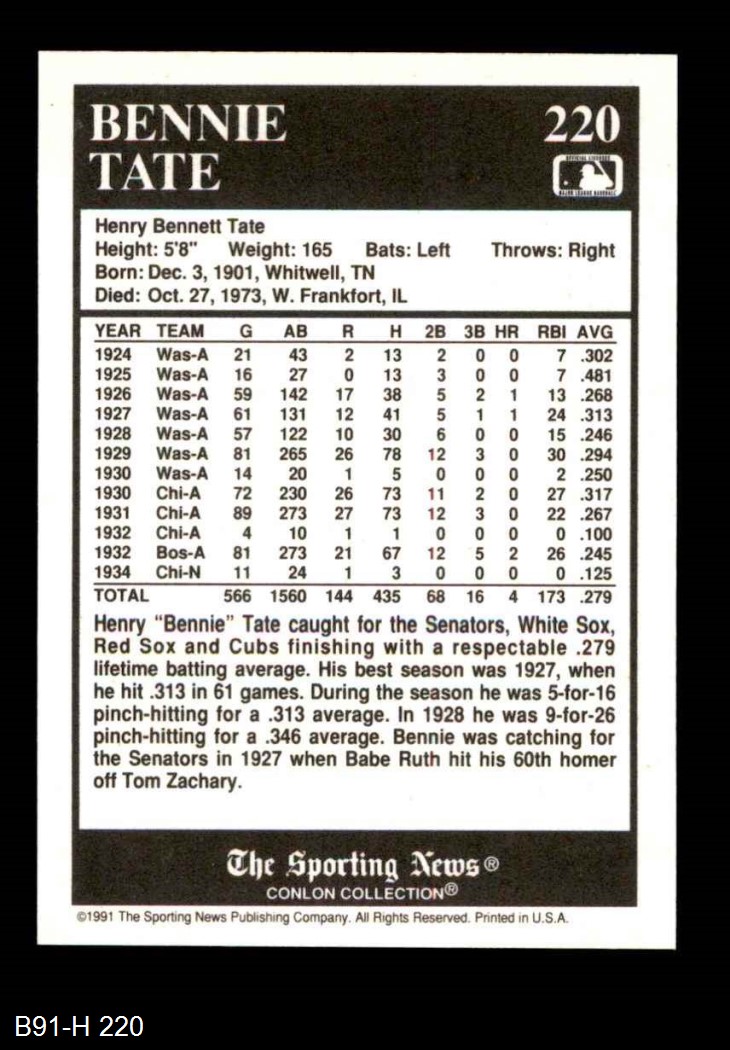 BENNIE 220
TATE
OFFICIAL LICENSEE
MAJOR LEAGUE BASEBALL
Henry Bennett Tate
Height: 5'8" Weight: 165 Bats: Left Throws: Right
Born: Dec. 3, 1901, Whitwell, TN
Died: Oct. 27, 1973, W. Frankfort, IL
YEAR TEAM G AB R H 2B 3B HR RBI AVG
1924 Was-A 21 43 2 13 2 0 0 7 .302
1925 Was-A 16 27 0 13 3 0 0 7 .481
1926 Was-A 59 142 17 38 5 2 1 13 .268
1927 Was-A 61 131 12 41 5 1 1 24 .313
1928 Was-A 57 122 10 30 6 0 0 15 .246
1929 Was-A 81 265 26 78 12 3 0 30 .294
1930 Was-A 14 20 1 5 0 0 0 2 .250
1930 Chi-A 72 230 26 73 11 2 0 27 .317
1931 Chi-A 89 273 27 73 12 3 0 22 .267
1932 Chi-A 4 10 1 1 0 0 0 0 .100
1932 Bos-A 81 273 21 67 12 5 2 26 .245
1934 Chi-N 11 24 1 3 0 0 0 0 .125
TOTAL 566 1560 144 435 68 16 4 173 .279
Henry "Bennie" Tate caught for the Senators, White Sox,
Red Sox and Cubs finishing with a respectable .279
lifetime batting average. His best season was 1927, when
he hit .313 in 61 games. During the season he was 5-for-16
pinch-hitting for a .313 average. In 1928 he was 9-for-26
pinch-hitting for a .346 average. Bennie was catching for
the Senators in 1927 when Babe Ruth hit his 60th homer
off Tom Zachary.
The Sporting News®
CONLON COLLECTION®
©1991 The Sporting News Publishing Company. All Rights Reserved. Printed in U.S.A.
B91-H 220